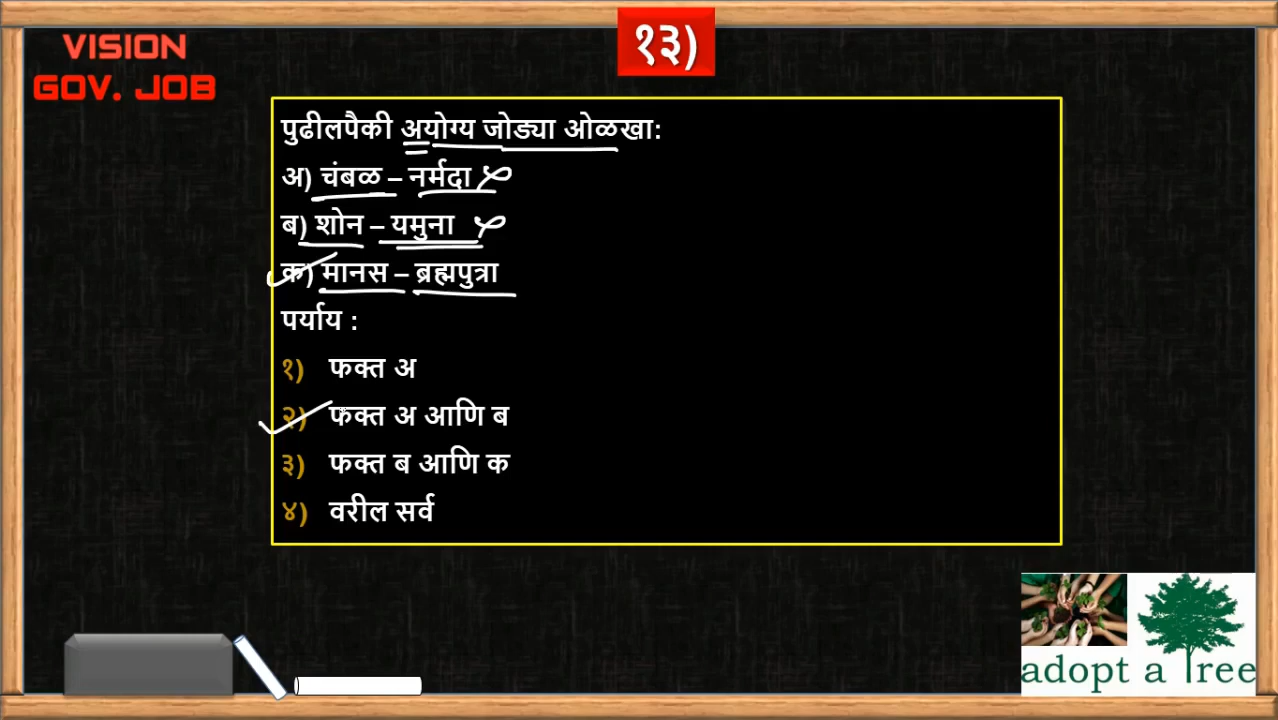 १३)
VISION
GOV. JOB
पुढीलपैकी अयोग्य जोड्या ओळखा:
अ) चंबळ – नर्मदा
ब) शोन – यमुना
क) मानस – ब्रह्मपुत्रा
पर्याय :
१) फक्त अ
२) फक्त अ आणि ब
३) फक्त ब आणि क
४) वरील सर्व
adopt a Tree